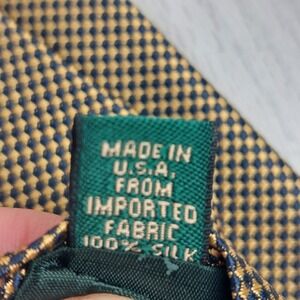 MADE IN
U.S.A.
FROM
IMPORTED
FABRIC
100% SILK